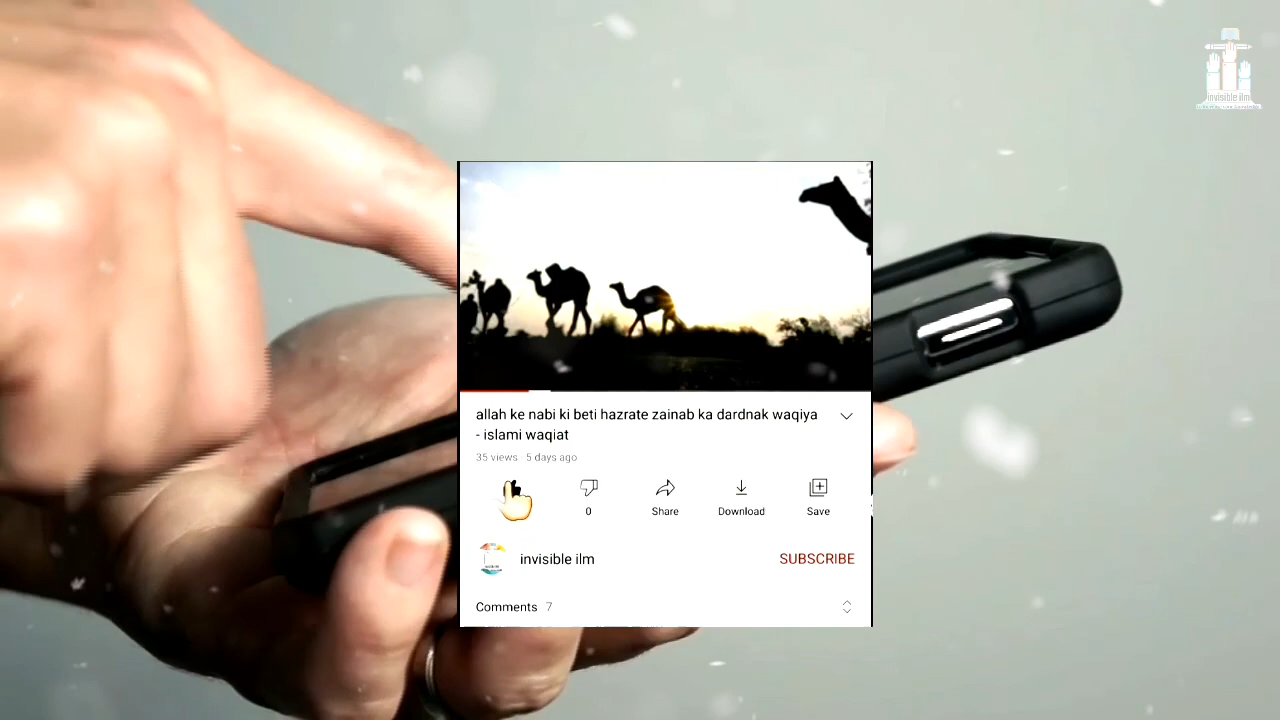 invisible ilm
allah ke nabi ki beti hazrate zainab ka dardnak waqiya
- islami waqiat
35 views 5 days ago
0
Share
Download
Save
invisible ilm
SUBSCRIBE
Comments 7